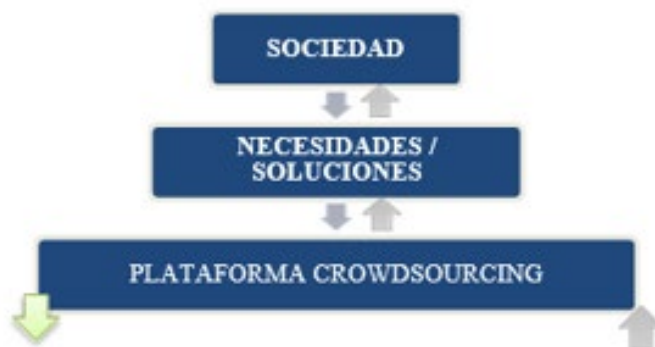 SOCIEDAD
NECESIDADES /
SOLUCIONES
PLATAFORMA CROWDSOURCING